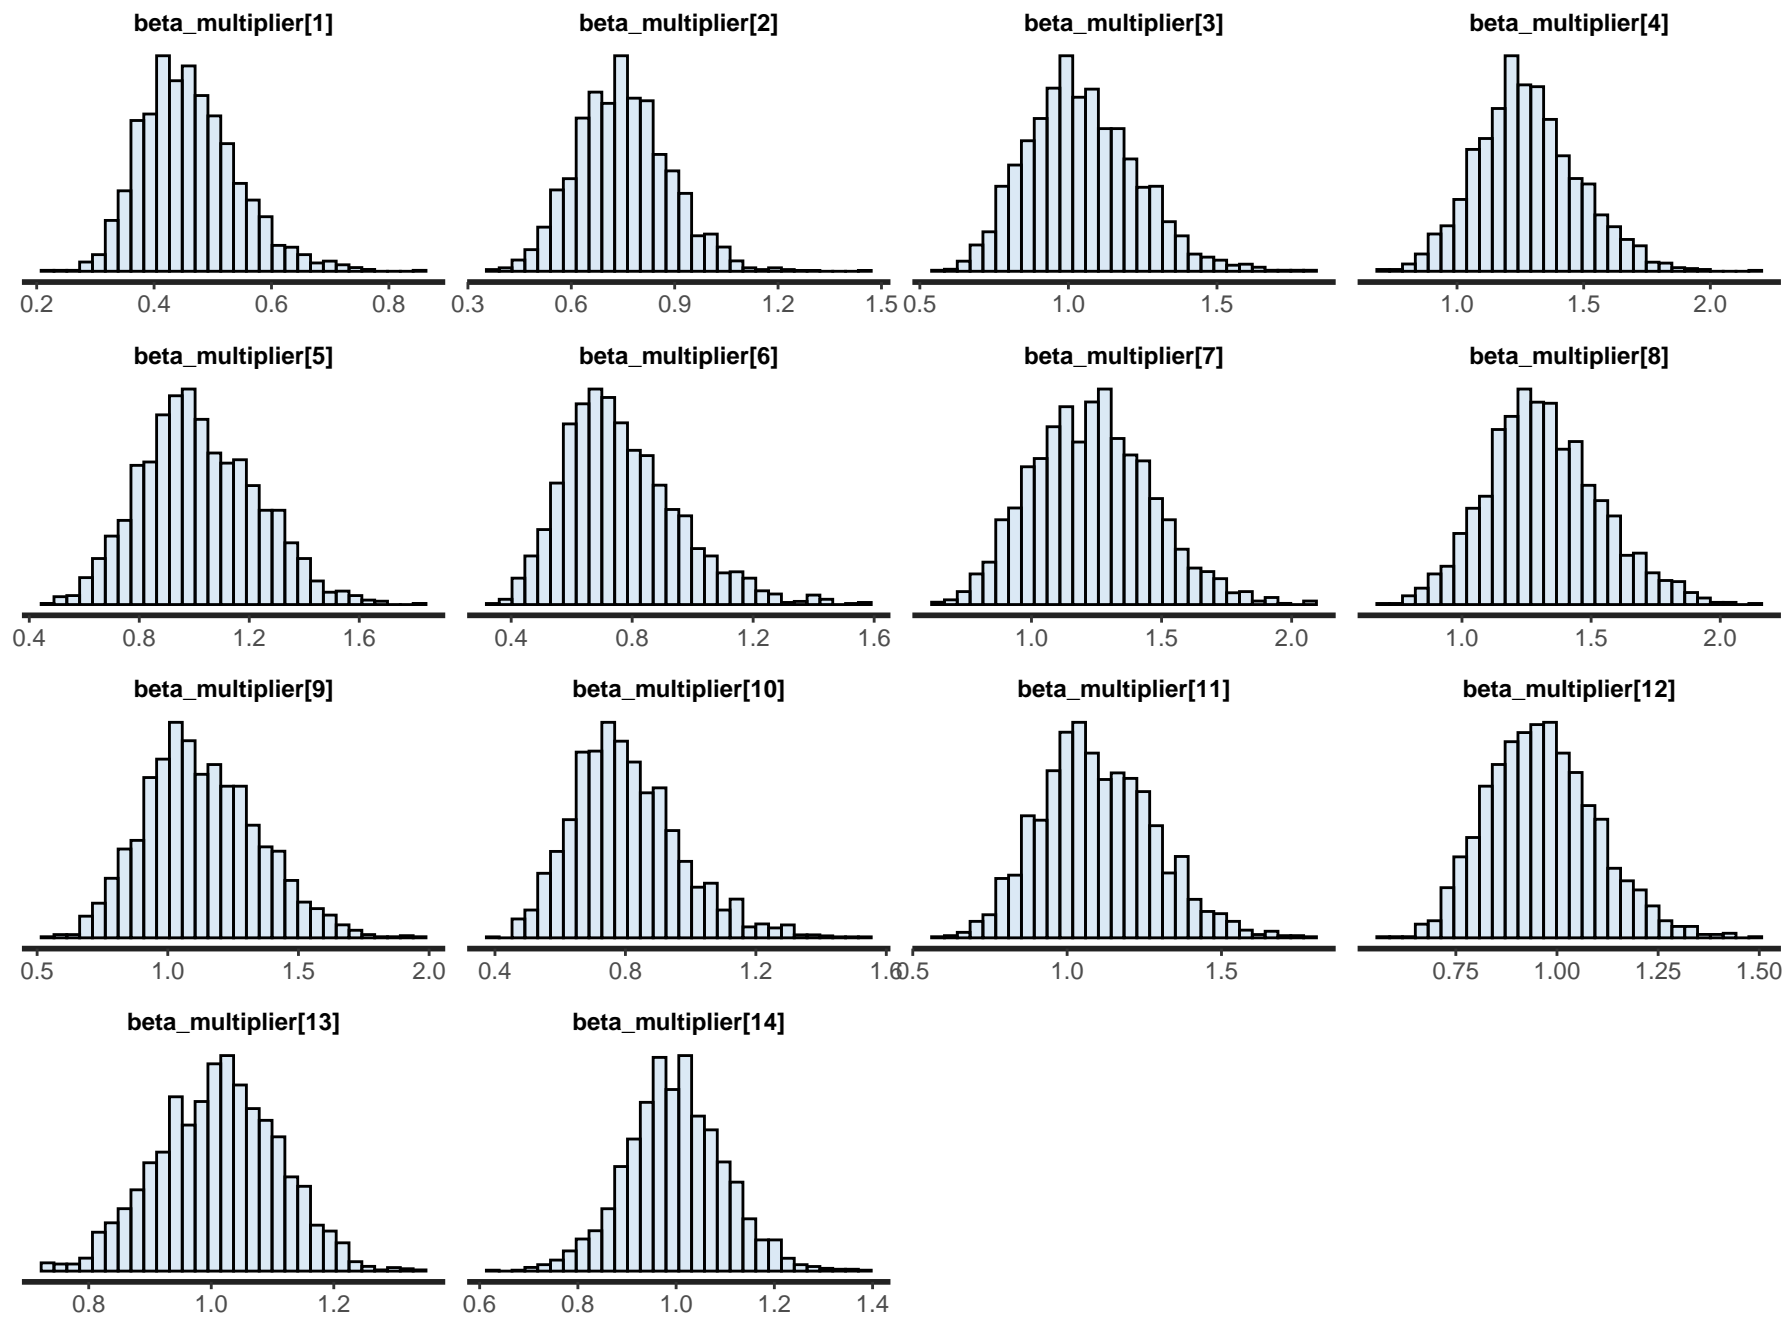 beta_multiplier[1] beta_multiplier[2] beta_multiplier[3] beta_multiplier[4]
0.2 0.4 0.6 0.8 0.3 0.6 0.9 1.2 1.5 0.5 1.0 1.5 1.0 1.5 2.0
beta_multiplier[5] beta_multiplier[6] beta_multiplier[7] beta_multiplier[8]
0.4 0.8 1.2 1.6 0.4 0.8 1.2 1.6 1.0 1.5 2.0 1.0 1.5 2.0
beta_multiplier[9] beta_multiplier[10] beta_multiplier[11] beta_multiplier[12]
0.5 1.0 1.5 2.0 0.4 0.8 1.2 1.6 0.5 1.0 1.5 0.75 1.00 1.25 1.50
beta_multiplier[13] beta_multiplier[14]
0.8 1.0 1.2 0.6 0.8 1.0 1.2 1.4